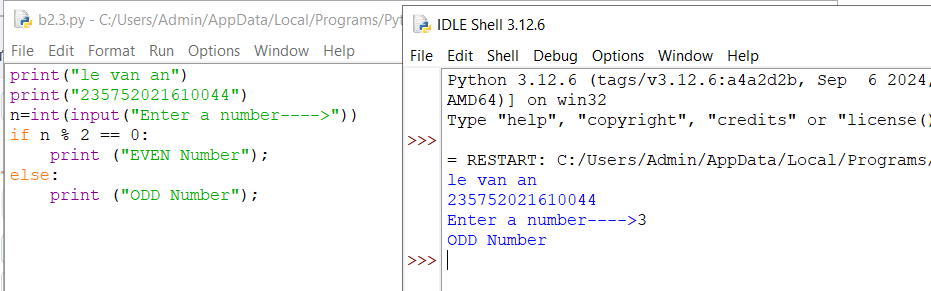 b2.3.py - C:/Users/Admin/AppData/Local/Programs/Pyt
File Edit Format Run Options Window Help
print("le van an")
print("235752021610044")
n=int(input("Enter a number---->"))
if n % 2 == 0:
    print ("EVEN Number");
else:
    print ("ODD Number");
IDLE Shell 3.12.6
File Edit Shell Debug Options Window Help
Python 3.12.6 (tags/v3.12.6:a4a2d2b, Sep  6 2024,
AMD64)] on win32
Type "help", "copyright", "credits" or "license()
>>>
= RESTART: C:/Users/Admin/AppData/Local/Programs/
le van an
235752021610044
Enter a number---->3
ODD Number
>>>